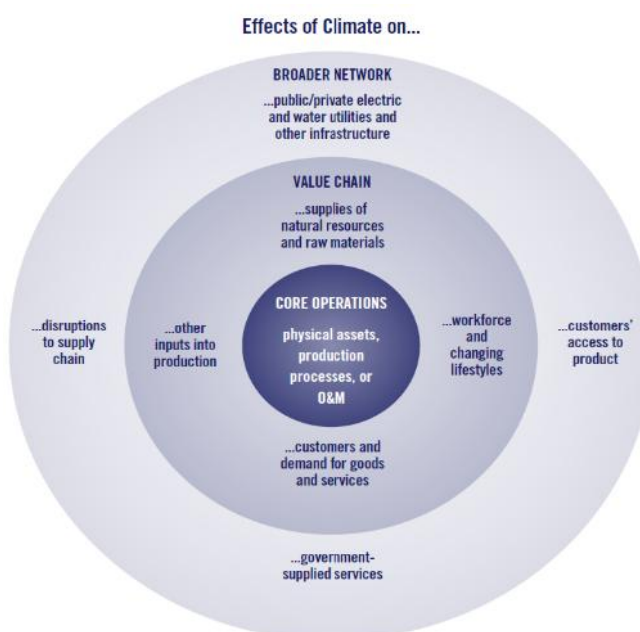 Effects of Climate on...
BROADER NETWORK
...public/private electric
and water utilities and
other infrastructure
VALUE CHAIN
...supplies of
natural resources
and raw materials
CORE OPERATIONS
physical assets,
production
processes, or
O&M
...disruptions
to supply
chain
...other
inputs into
production
...workforce
and
changing
lifestyles
...customers'
access to
product
...customers and
demand for goods
and services
...government-
supplied services